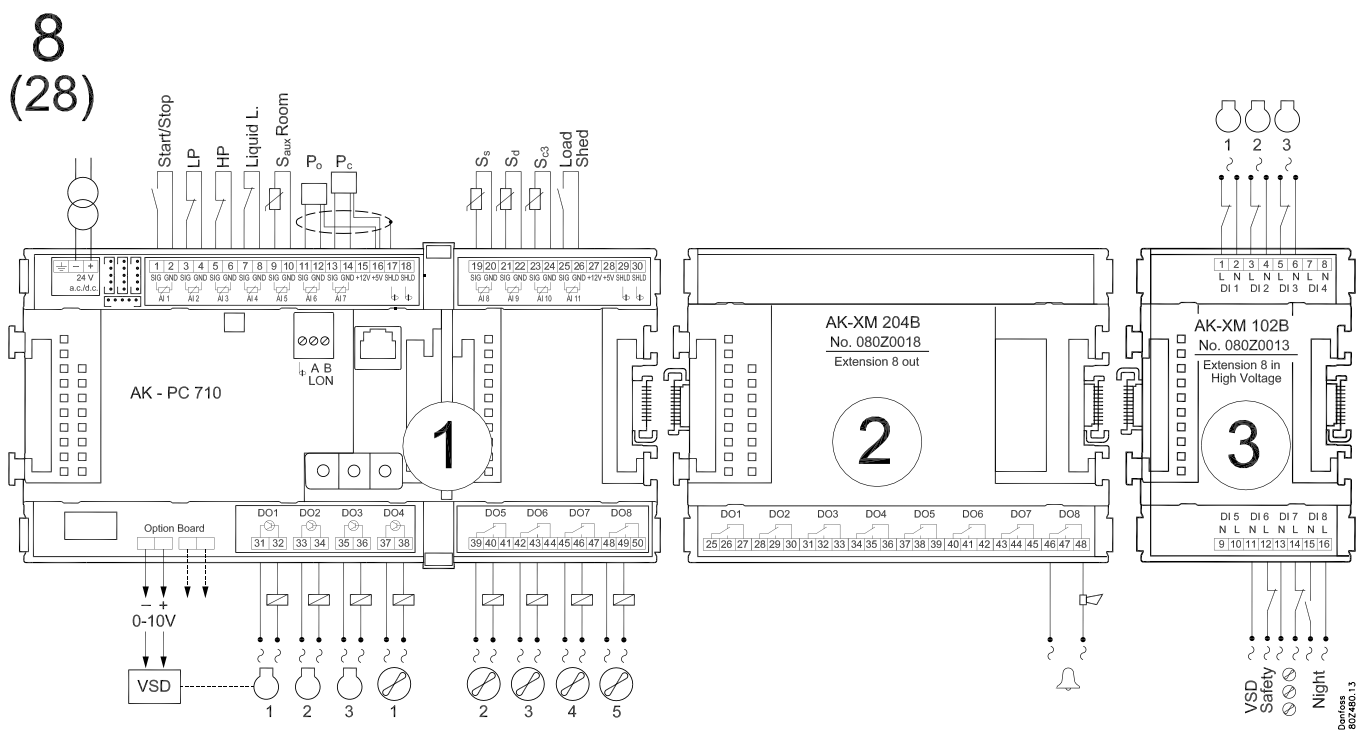 8
(28)
Start/Stop
LP
HP
Liquid L.
Saux Room
Po
Pc
Ss
Sd
Sc3
Load
Shed
1 2 3
− +
24 V
a.c./d.c.
1 2 3 4 5 6 7 8 9 10 11 12 13 14 15 16 17 18
SIG GND SIG GND SIG GND SIG GND SIG GND SIG GND SIG GND +12V +5V SHLD SHLD
AI 1 AI 2 AI 3 AI 4 AI 5 AI 6 AI 7
19 20 21 22 23 24 25 26 27 28 29 30
SIG GND SIG GND SIG GND SIG GND +12V +5V SHLD SHLD
AI 8 AI 9 AI 10 AI 11
1 2 3 4 5 6 7 8
L N L N L N L N
DI 1 DI 2 DI 3 DI 4
A B
LON
AK - PC 710
1
AK-XM 204B
No. 080Z0018
Extension 8 out
2
AK-XM 102B
No. 080Z0013
Extension 8 in
High Voltage
3
Option Board
DO1 DO2 DO3 DO4
31 32 33 34 35 36 37 38
DO5 DO6 DO7 DO8
39 40 41 42 43 44 45 46 47 48 49 50
DO1 DO2 DO3 DO4 DO5 DO6 DO7 DO8
25 26 27 28 29 30 31 32 33 34 35 36 37 38 39 40 41 42 43 44 45 46 47 48
DI 5 DI 6 DI 7 DI 8
N L N L N L N L
9 10 11 12 13 14 15 16
− +
0-10V
VSD
1 2 3 1 2 3 4 5
VSD
Safety
Night
Danfoss
80Z480.13